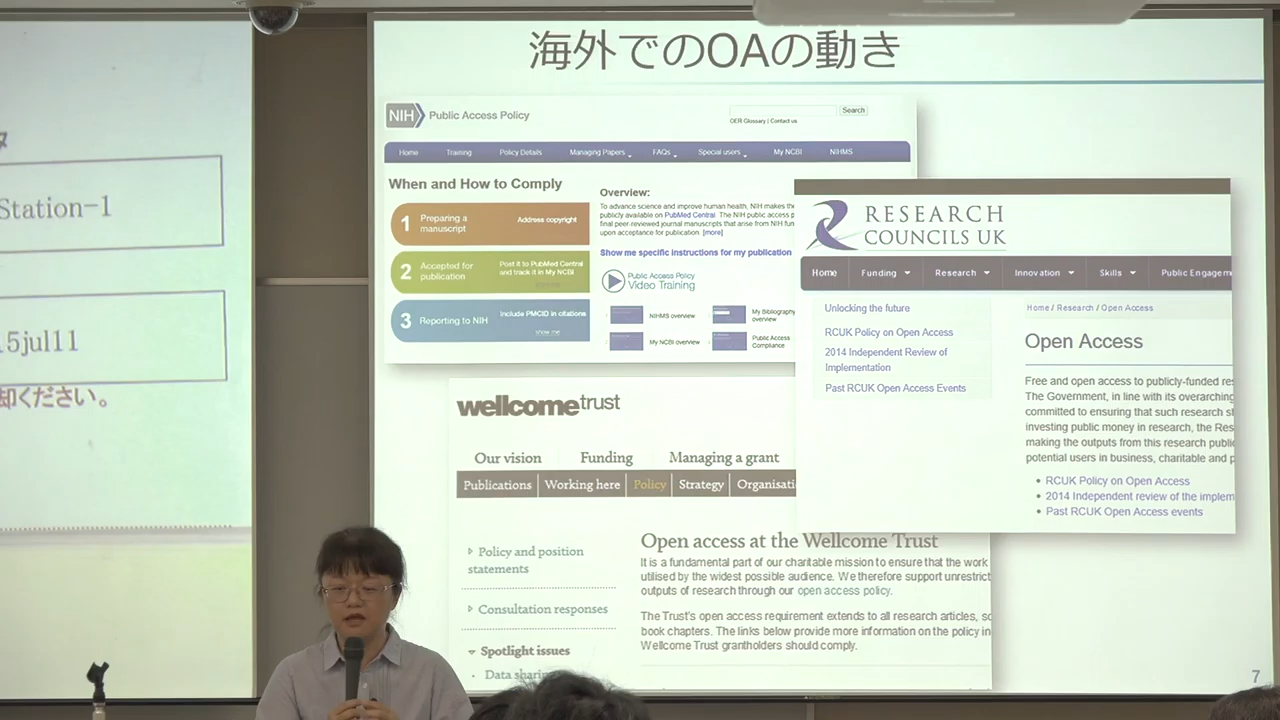 Station-1
5jul11
却ください。
海外でのOAの動き
NIH Public Access Policy
Search
OER Glossary | Contact us
Home Training Policy Details Managing Papers FAQs Special users My NCBI NIHMS
When and How to Comply
1 Preparing a manuscript Address copyright
2 Accepted for publication Post it to PubMed Central and track it in My NCBI
3 Reporting to NIH Include PMCID in citations
show me
Overview:
To advance science and improve human health, NIH makes the
publicly available on PubMed Central. The NIH public access p
final peer-reviewed journal manuscripts that arise from NIH fun
upon acceptance for publication. [more]
Show me specific instructions for my publication
Public Access Policy
Video Training
NIHMS overview
My Bibliography overview
My NCBI overview
Public Access Compliance
RESEARCH
COUNCILS UK
Home Funding Research Innovation Skills Public Engagem
Unlocking the future
RCUK Policy on Open Access
2014 Independent Review of
Implementation
Past RCUK Open Access Events
Home / Research / Open Access
Open Access
Free and open access to publicly-funded res
The Government, in line with its overarching
committed to ensuring that such research sh
investing public money in research, the Res
making the outputs from this research public
potential users in business, charitable and p
• RCUK Policy on Open Access
• 2014 Independent review of the implem
• Past RCUK Open Access events
wellcome trust
Our vision Funding Managing a grant
Publications Working here Policy Strategy Organisati
Policy and position
statements
Consultation responses
Spotlight issues
Data sharin
Open access at the Wellcome Trust
It is a fundamental part of our charitable mission to ensure that the work
utilised by the widest possible audience. We therefore support unrestrict
outputs of research through our open access policy.
The Trust's open access requirement extends to all research articles, sc
book chapters. The links below provide more information on the policy in
Wellcome Trust grantholders should comply.
7